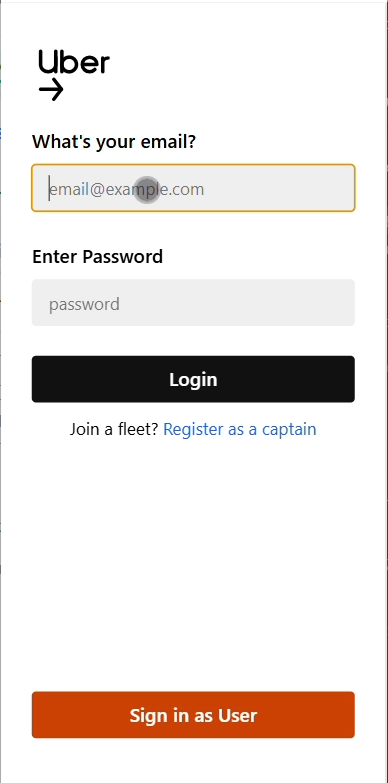 Uber
What's your email?
email@example.com
Enter Password
password
Login
Join a fleet? Register as a captain
Sign in as User